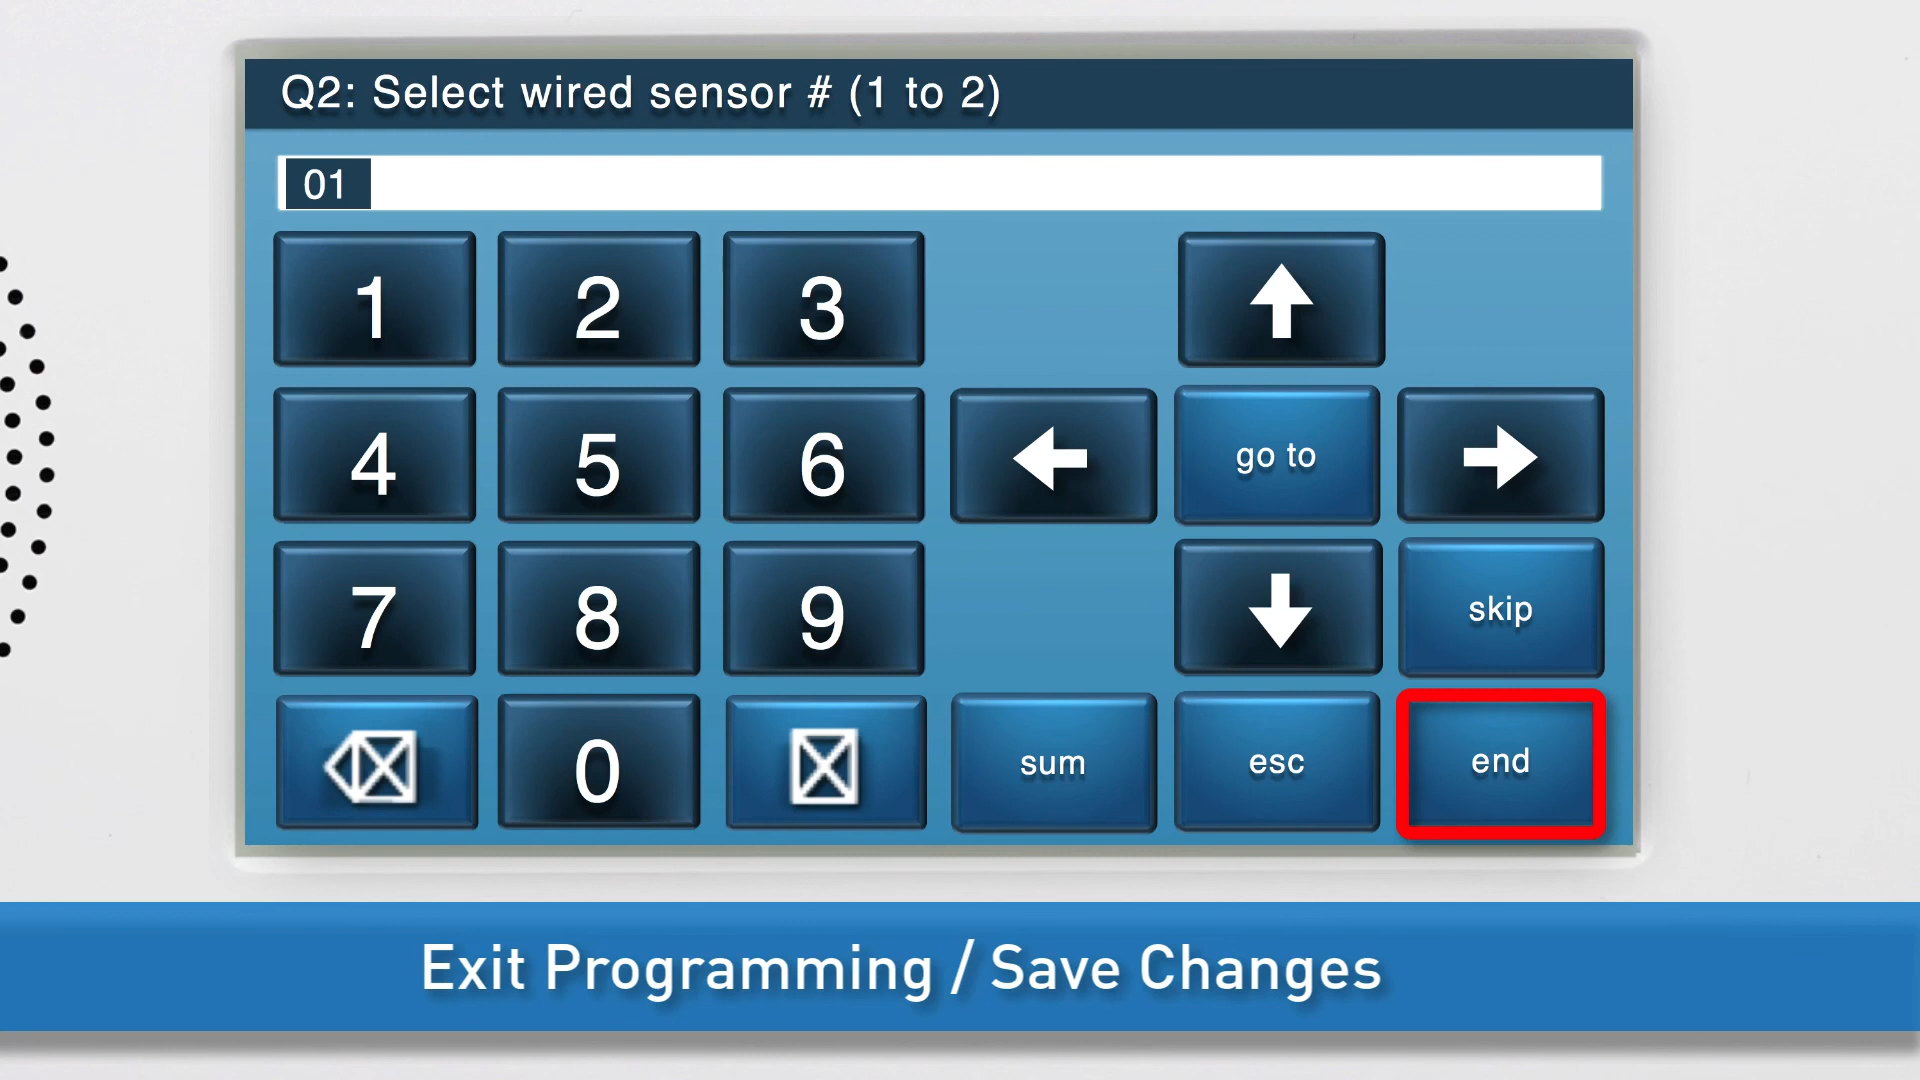 Q2: Select wired sensor # (1 to 2)
01
1 2 3
4 5 6 go to
7 8 9 skip
0 sum esc end
Exit Programming / Save Changes